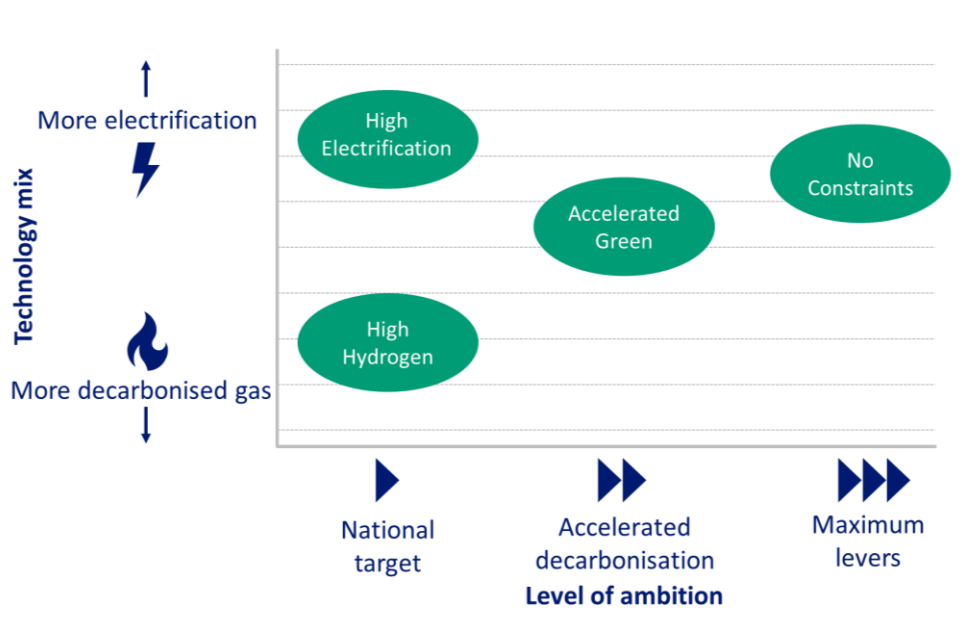 More electrification
Technology mix
More decarbonised gas
High
Electrification
No
Constraints
Accelerated
Green
High
Hydrogen
National
target
Accelerated
decarbonisation
Maximum
levers
Level of ambition